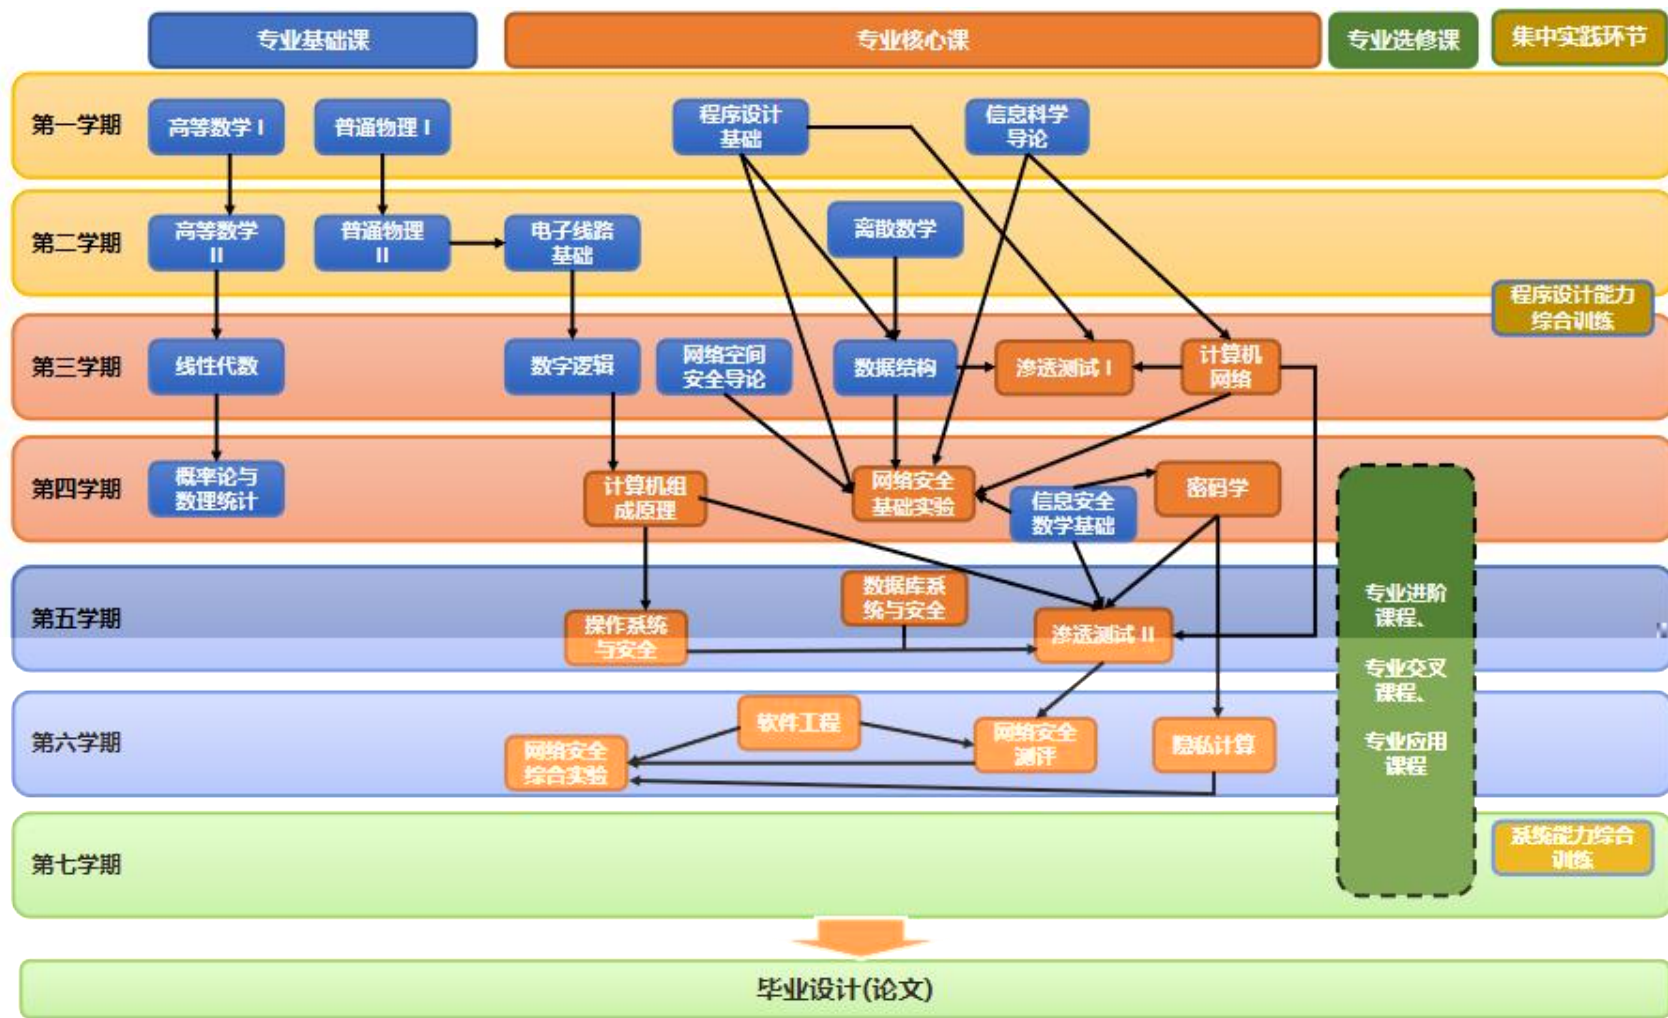 专业基础课
专业核心课
专业选修课
集中实践环节
第一学期
高等数学 I
普通物理 I
程序设计
基础
信息科学
导论
第二学期
高等数学
II
普通物理
II
电子线路
基础
离散数学
程序设计能力
综合训练
第三学期
线性代数
数字逻辑
网络空间
安全导论
数据结构
渗透测试 I
计算机
网络
第四学期
概率论与
数理统计
计算机组
成原理
网络安全
基础实验
信息安全
数学基础
密码学
第五学期
操作系统
与安全
数据库系
统与安全
渗透测试 II
专业进阶
课程、
专业交叉
课程、
专业应用
课程
第六学期
网络安全
综合实验
软件工程
网络安全
测评
隐私计算
第七学期
系统能力综合
训练
毕业设计(论文)